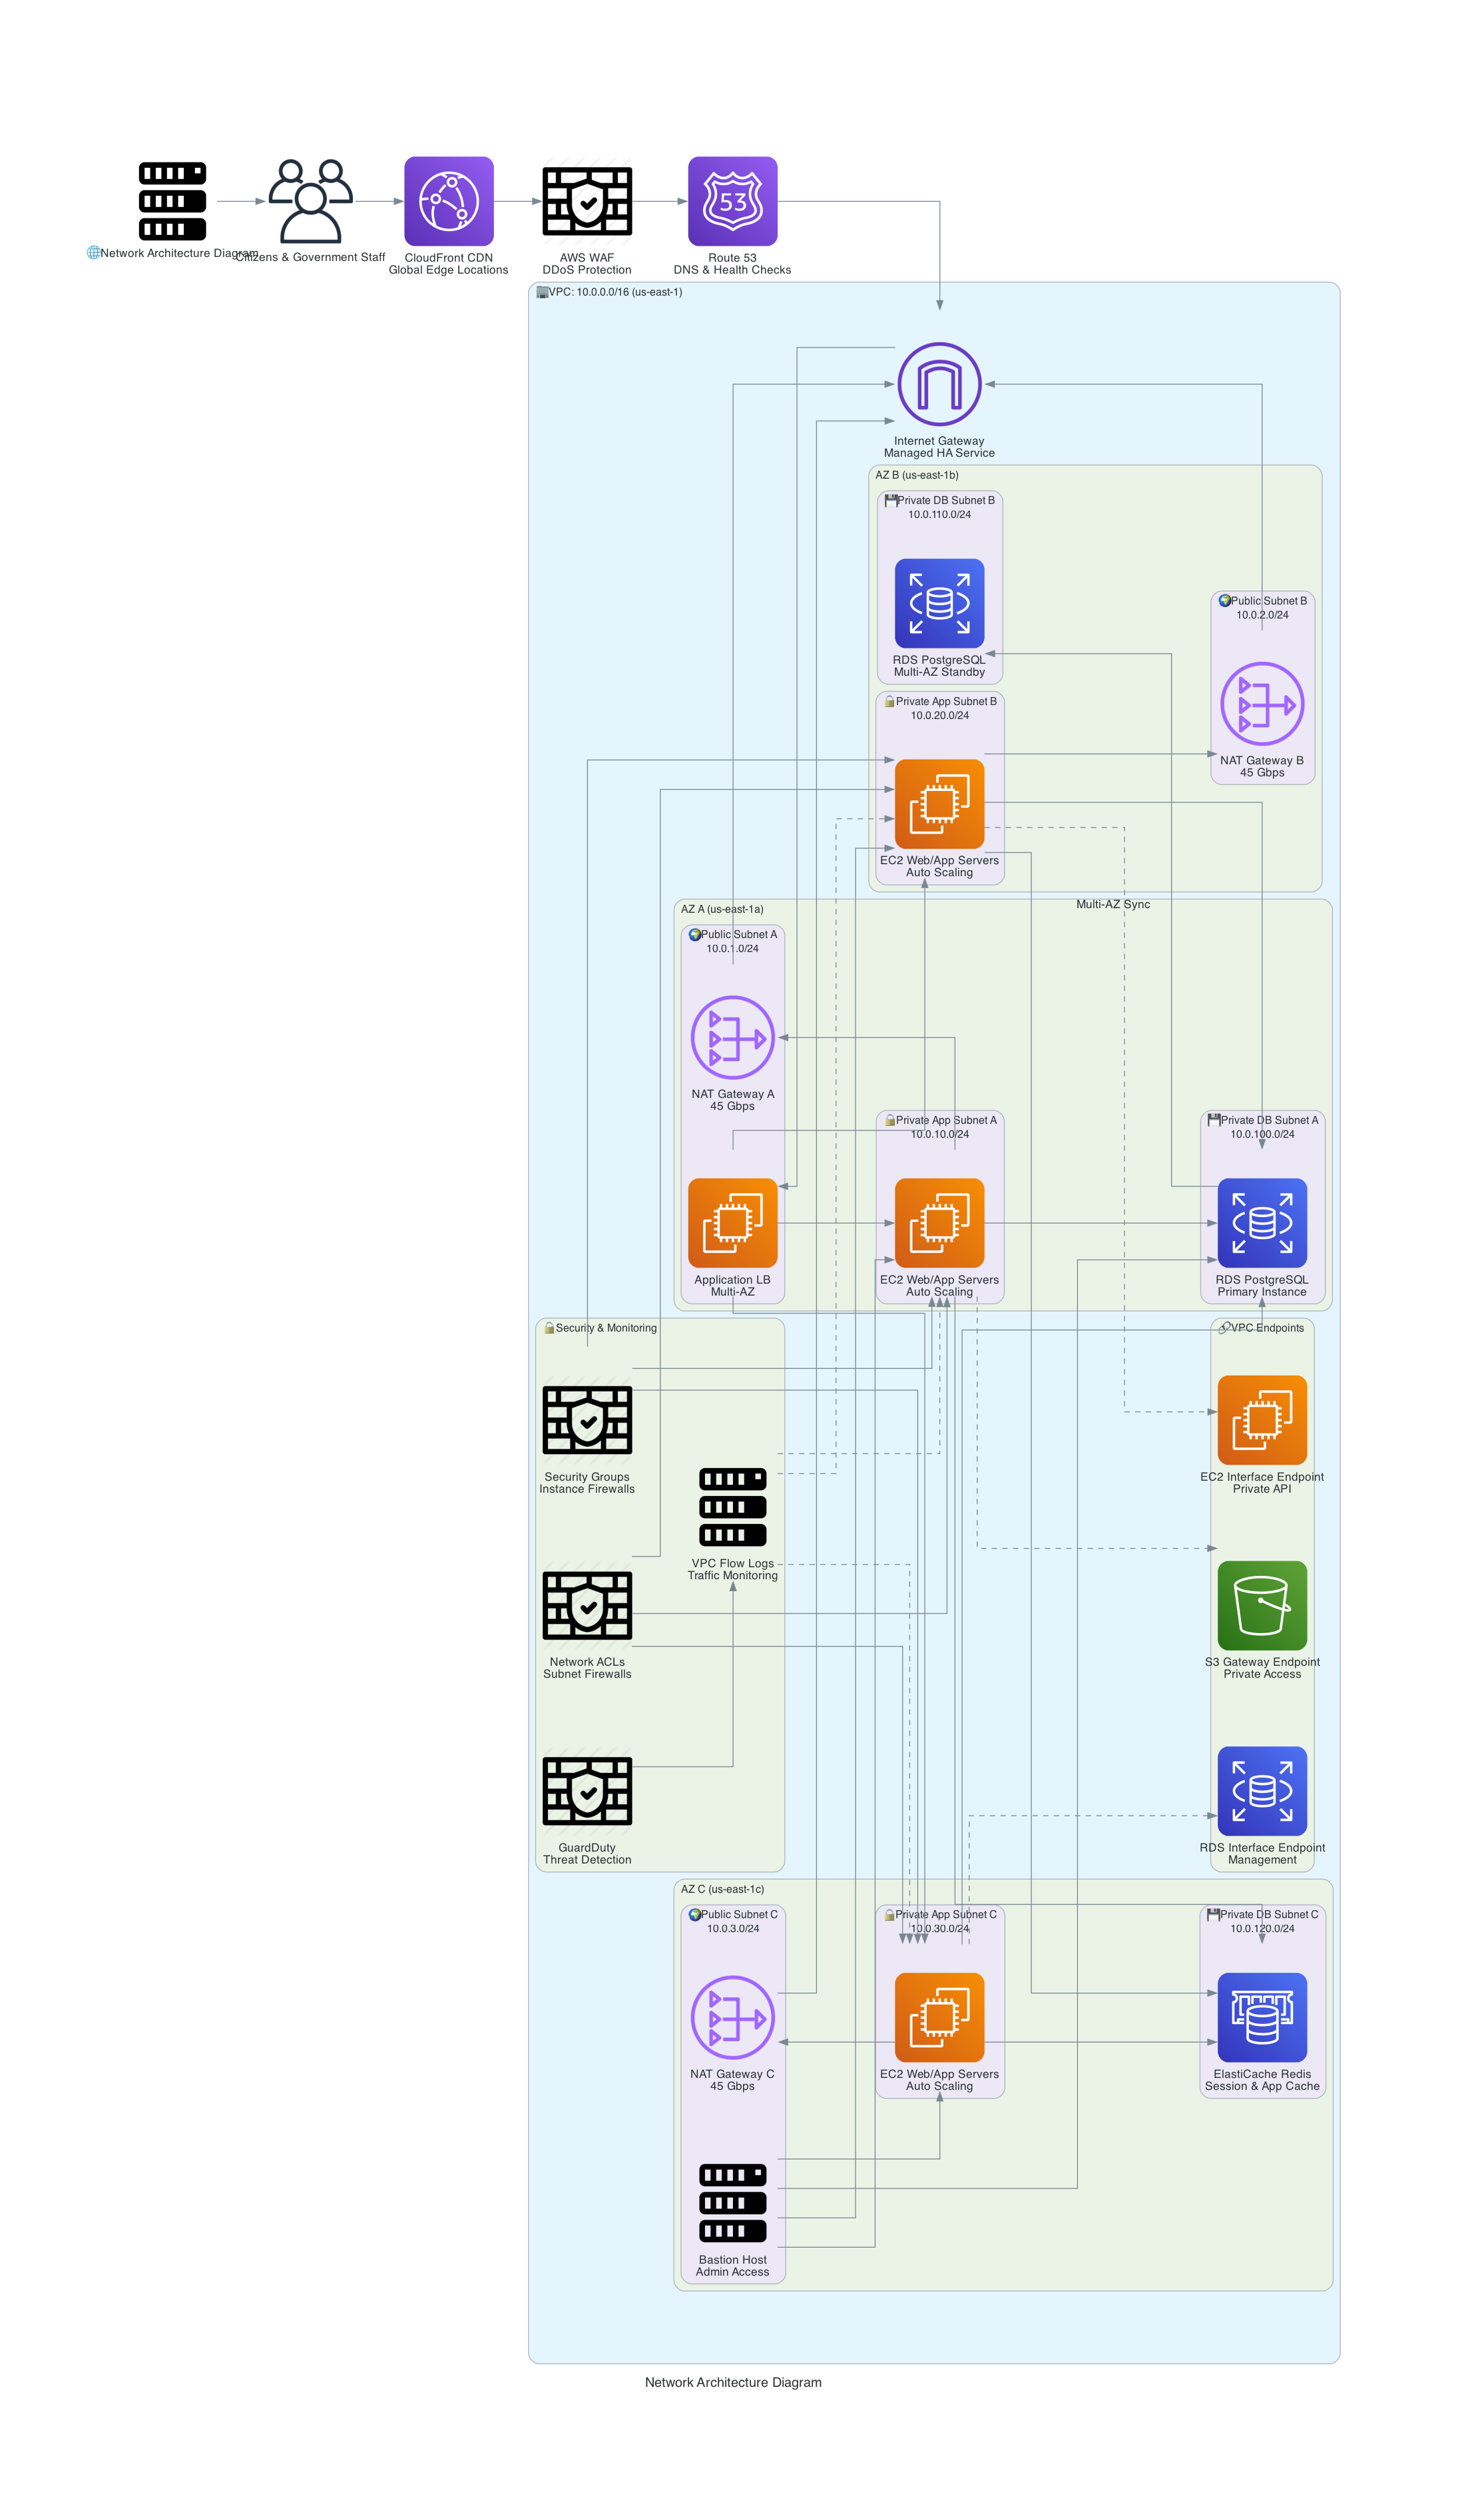 Network Architecture Diagram
Citizens & Government Staff
CloudFront CDN
Global Edge Locations
AWS WAF
DDoS Protection
53
Route 53
DNS & Health Checks
VPC: 10.0.0.0/16 (us-east-1)
Internet Gateway
Managed HA Service
AZ B (us-east-1b)
Private DB Subnet B
10.0.110.0/24
RDS PostgreSQL
Multi-AZ Standby
Public Subnet B
10.0.2.0/24
NAT Gateway B
45 Gbps
Private App Subnet B
10.0.20.0/24
EC2 Web/App Servers
Auto Scaling
Multi-AZ Sync
AZ A (us-east-1a)
Public Subnet A
10.0.1.0/24
NAT Gateway A
45 Gbps
Application LB
Multi-AZ
Private App Subnet A
10.0.10.0/24
EC2 Web/App Servers
Auto Scaling
Private DB Subnet A
10.0.100.0/24
RDS PostgreSQL
Primary Instance
Security & Monitoring
Security Groups
Instance Firewalls
VPC Flow Logs
Traffic Monitoring
Network ACLs
Subnet Firewalls
GuardDuty
Threat Detection
VPC Endpoints
EC2 Interface Endpoint
Private API
S3 Gateway Endpoint
Private Access
RDS Interface Endpoint
Management
AZ C (us-east-1c)
Public Subnet C
10.0.3.0/24
NAT Gateway C
45 Gbps
Bastion Host
Admin Access
Private App Subnet C
10.0.30.0/24
EC2 Web/App Servers
Auto Scaling
Private DB Subnet C
10.0.120.0/24
ElastiCache Redis
Session & App Cache
Network Architecture Diagram